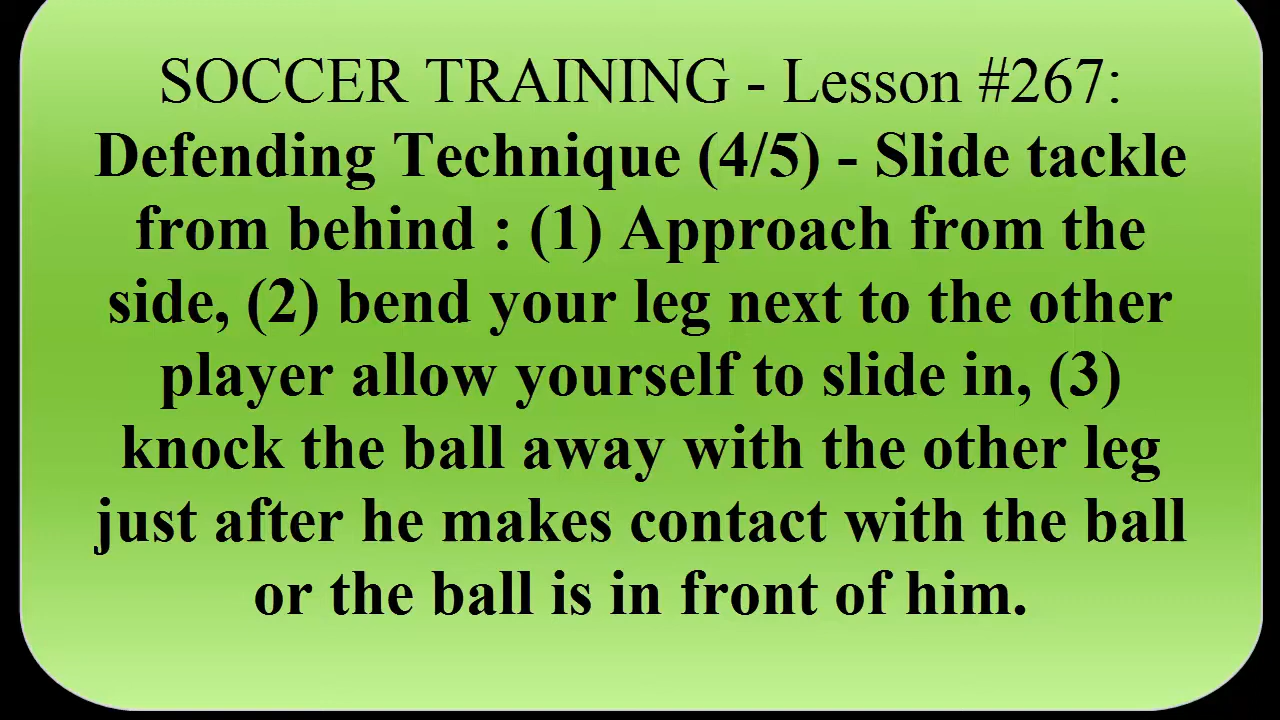 SOCCER TRAINING - Lesson #267:
Defending Technique (4/5) - Slide tackle
from behind : (1) Approach from the
side, (2) bend your leg next to the other
player allow yourself to slide in, (3)
knock the ball away with the other leg
just after he makes contact with the ball
or the ball is in front of him.